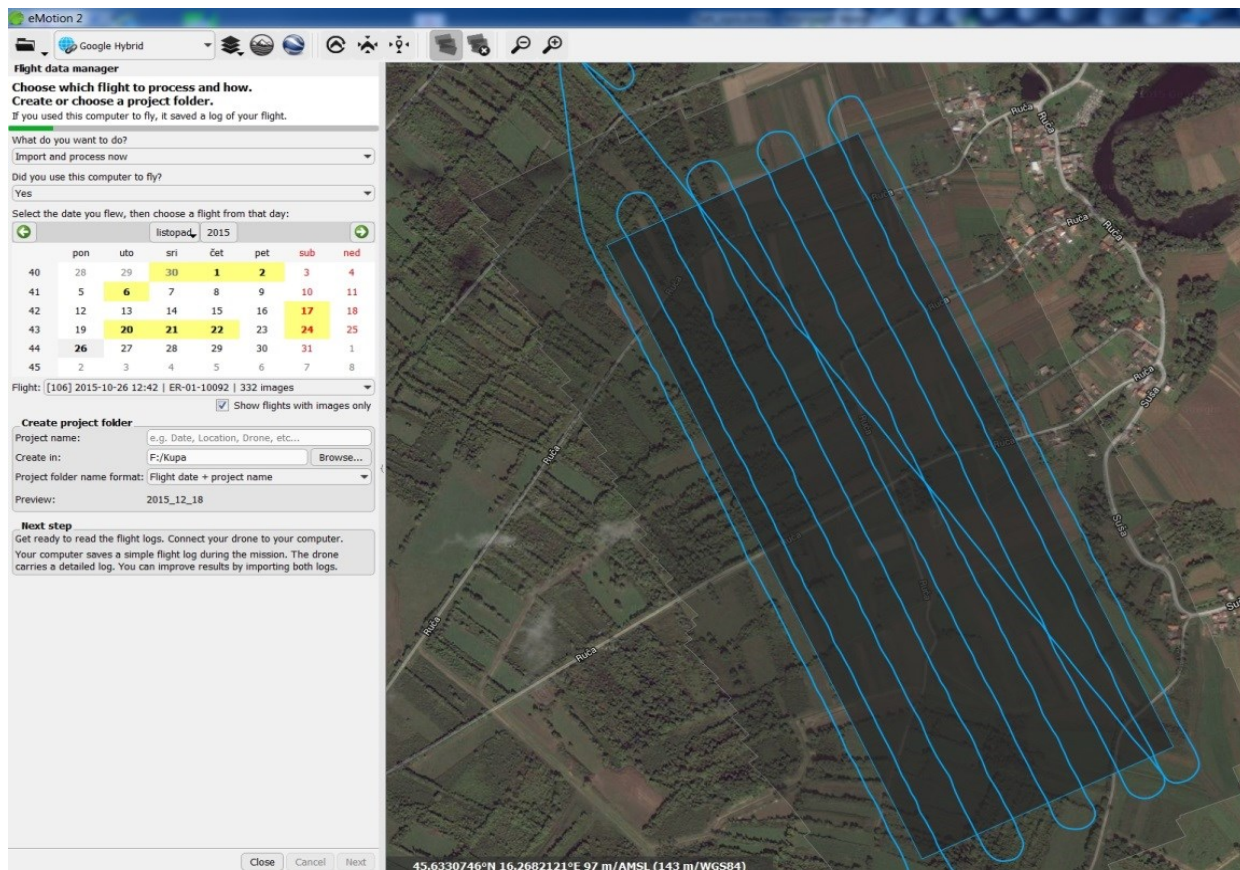 eMotion 2
Google Hybrid
Flight data manager
Choose which flight to process and how.
Create or choose a project folder.
If you used this computer to fly, it saved a log of your flight.
What do you want to do?
Import and process now
Did you use this computer to fly?
Yes
Select the date you flew, then choose a flight from that day:
listopad 2015
pon uto sri čet pet sub ned
40 28 29 30 1 2 3 4
41 5 6 7 8 9 10 11
42 12 13 14 15 16 17 18
43 19 20 21 22 23 24 25
44 26 27 28 29 30 31 1
45 2 3 4 5 6 7 8
Flight: [106] 2015-10-26 12:42 | ER-01-10092 | 332 images
Show flights with images only
Create project folder
Project name: e.g. Date, Location, Drone, etc...
Create in: F:/Kupa Browse...
Project folder name format: Flight date + project name
Preview: 2015_12_18
Next step
Get ready to read the flight logs. Connect your drone to your computer.
Your computer saves a simple flight log during the mission. The drone
carries a detailed log. You can improve results by importing both logs.
Close Cancel Next
Ruča
Ruča
Ruča
Ruča
Ruča
Ruča
Ruča
Ruča
Ruča
Suša
Ruča
Ruča
Ruča
Ruča
Suša
Ruča
Ruča
Ruča
45.6330746°N 16.2682121°E 97 m/AMSL (143 m/WGS84)